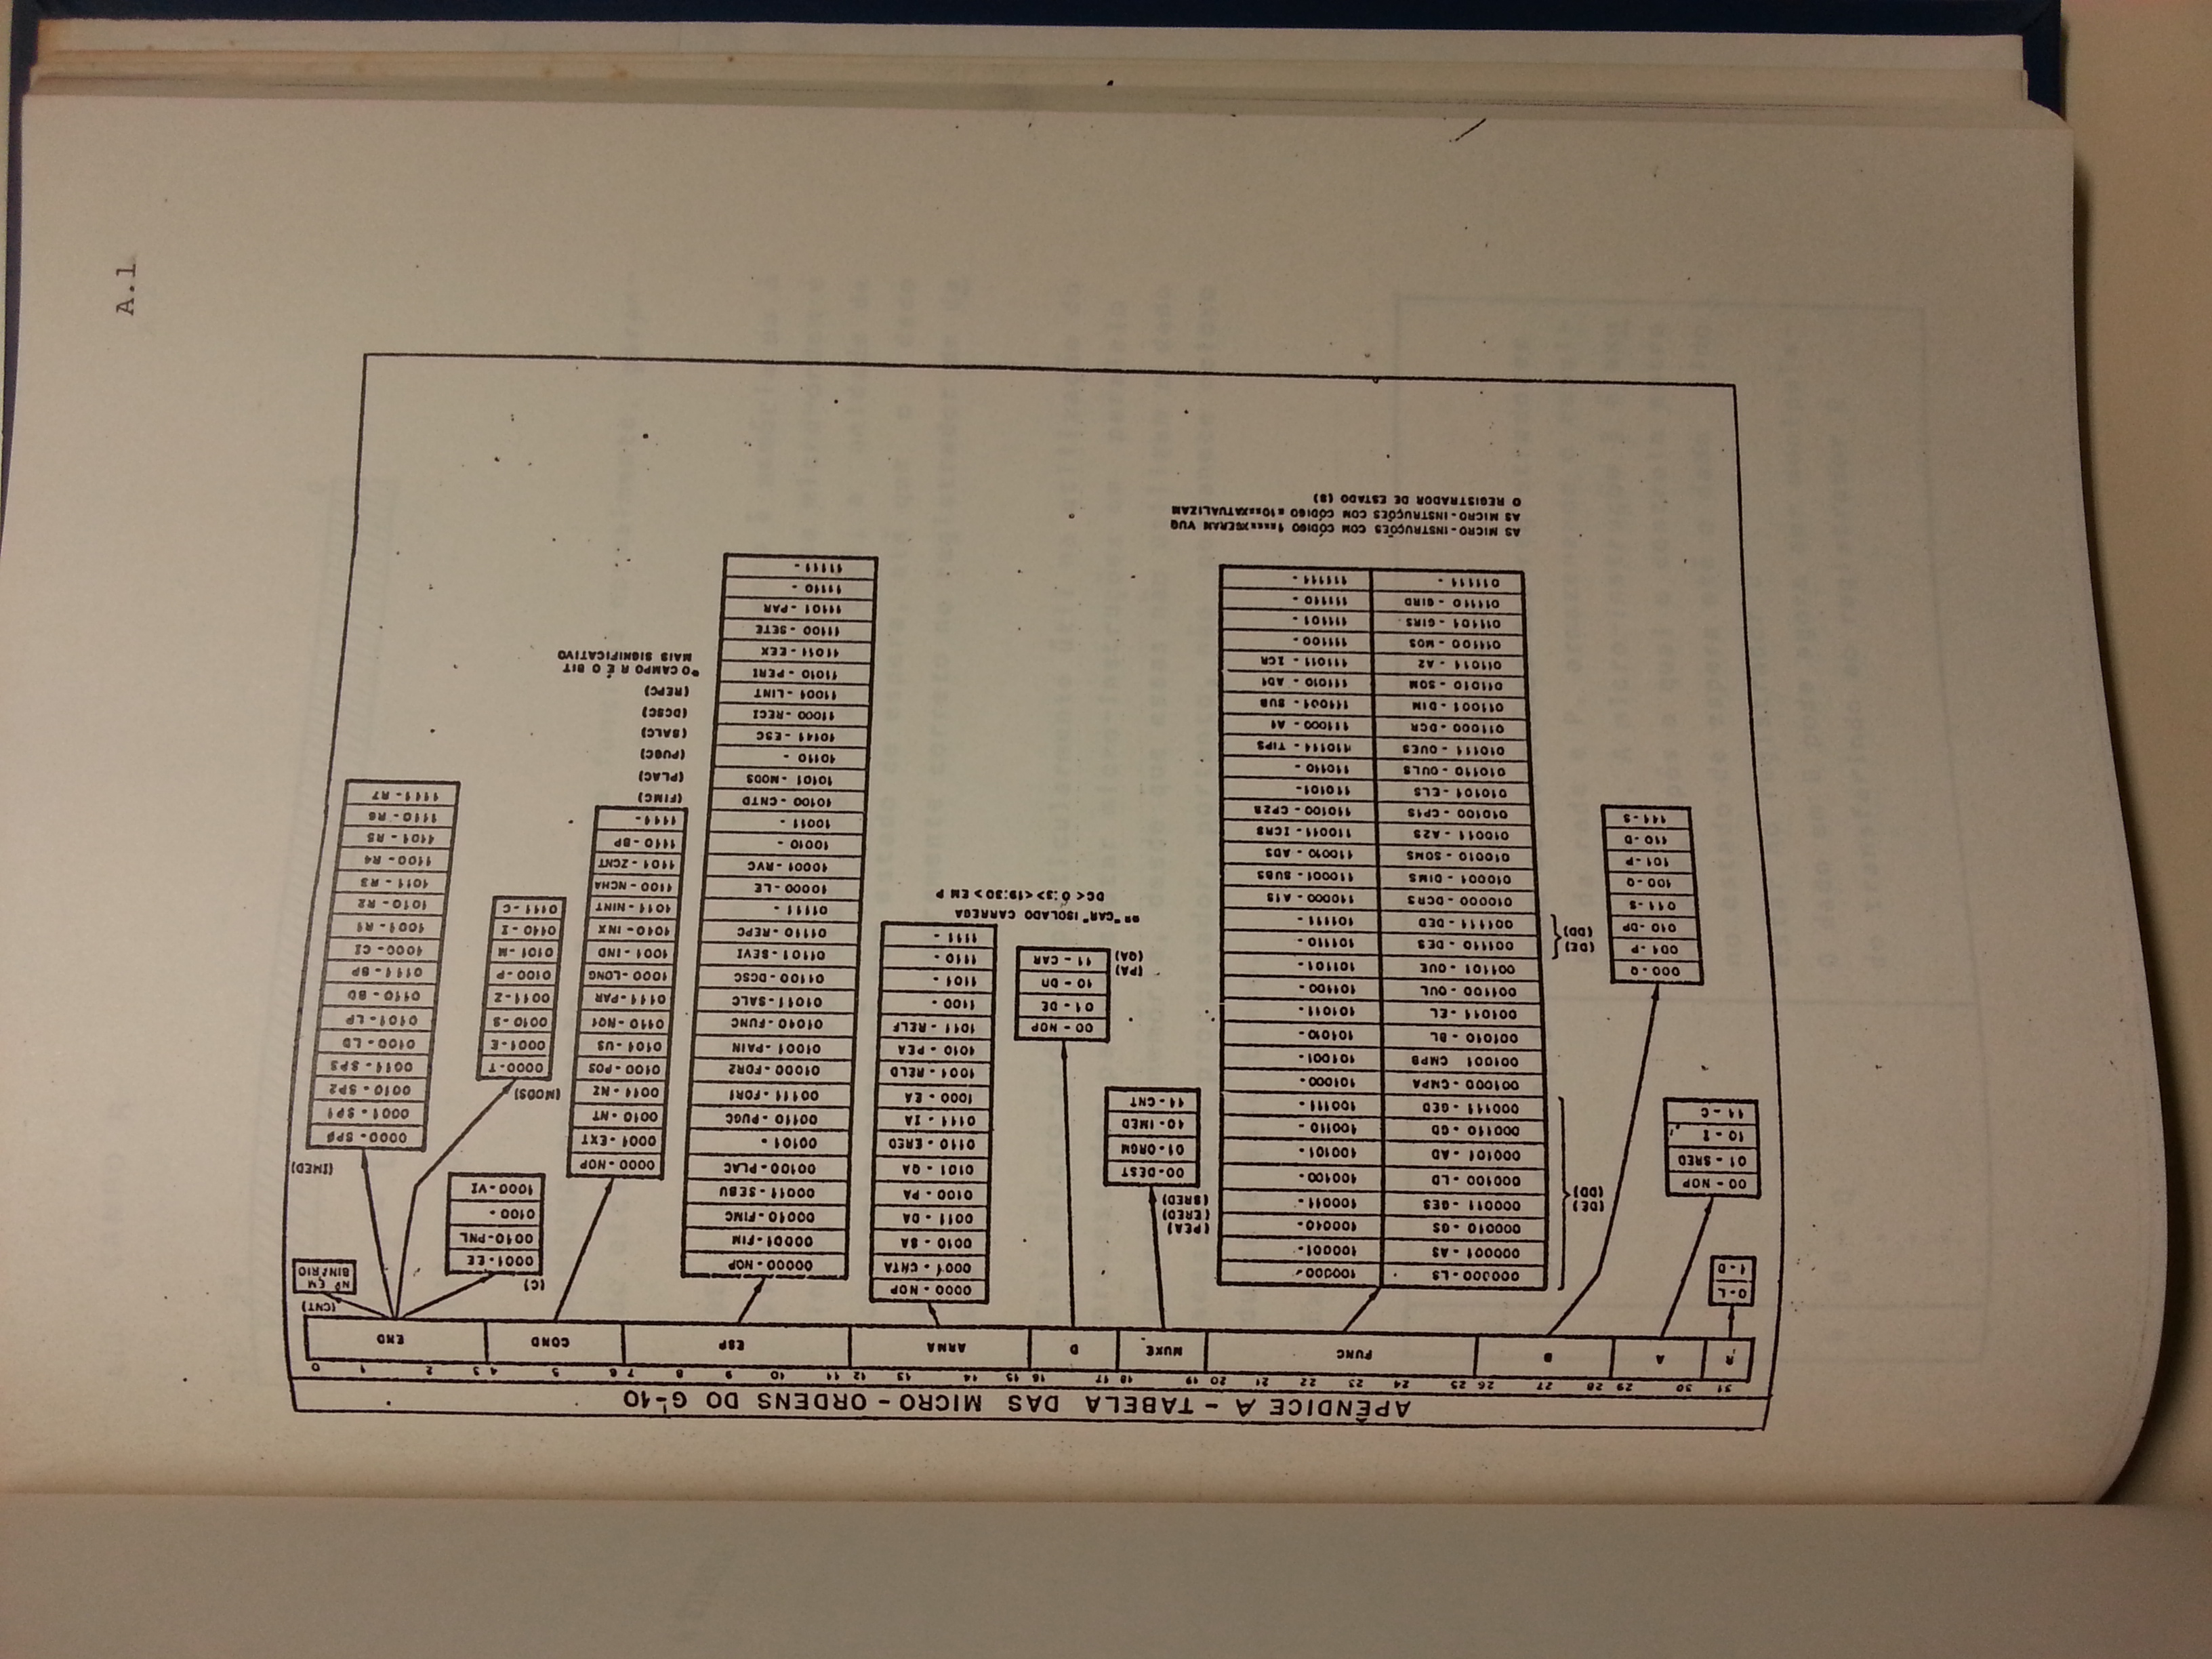 APÊNDICE A - TABELA DAS MICRO - ORDENS DO G-10
31 30 29 28 27 26 25 24 23 22 21 20 19 18 17 16 15 14 13 12 11 10 9 8 7 6 5 4 3 2 1 0
R A B FUNC MUXE D ARMA ESP COND END
0 - L
1 - D
00 - NOP
01 - SRED
10 - I
11 - C
000 - Q
001 - P
010 - DP
011 - S
100 - Q
101 - P
110 - D
111 - S
(DE)
(DD)
(DE)
(DD)
000000 - LS
000001 - AS
000010 - GS
000011 - GES
000100 - LD
000101 - AD
000110 - GD
000111 - GED
001000 - CMPA
001001 CMPB
001010 - BL
001011 - EL
001100 - OUL
001101 - OUE
001110 - DES
001111 - DED
010000 - DCRS
010001 - DIMS
010010 - SOMS
010011 - A2S
010100 - CP1S
010101 - ELS
010110 - OULS
010111 - OUES
011000 - DCR
011001 - DIM
011010 - SOM
011011 - A2
011100 - MOS
011101 - GIRS
011110 - GIRD
011111 -
100000 -
100001 -
100010 -
100011 -
100100 -
100101 -
100110 -
100111 -
101000 -
101001 -
101010 -
101011 -
101100 -
101101 -
101110 -
101111 -
110000 - A1S
110001 - SUBS
110010 - ADS
110011 - ICRS
110100 - CP2S
110101 -
110110 -
110111 - TIPS
111000 - A1
111001 - SUB
111010 - AD1
111011 - ICR
111100 -
111101 -
111110 -
111111 -
AS MICRO - INSTRUÇÕES COM CÓDIGO 1xxxxxGERAM VUQ
AS MICRO - INSTRUÇÕES COM CÓDIGO x10xxxATUALIZAM
O REGISTRADOR DE ESTADO (S)
(PEA)
(ERED)
(SRED)
00 - DEST
01 - ORGM
10 - IMED
11 - CNT
00 - NOP
01 - DE
10 - DD
11 - CAR
(PA)
(QA)
** "CAR" ISOLADO CARREGA
DC < 0:3 > < 19:30 > EM P
0000 - NOP
0001 - CNTA
0010 - SA
0011 - DA
0100 - PA
0101 - QA
0110 - ERED
0111 - IA
1000 - EA
1001 - RELD
1010 - PEA
1011 - RELF
1100 -
1101 -
1110 -
1111 -
00000 - NOP
00001 - FIM
00010 - FIMC
00011 - SEBU
00100 - PLAC
00101 -
00110 - PUGC
00111 - FOR1
01000 - FOR2
01001 - PAIN
01010 - FUNC
01011 - SALC
01100 - DCSC
01101 - SEVI
01110 - REPC
01111 -
10000 - LE
10001 - RVC
10010 -
10011 -
10100 - CNTD
10101 - MODS
10110 -
10111 - ESC
11000 - RECI
11001 - LINT
11010 - PERI
11011 - EEX
11100 - SETE
11101 - PAR
11110 -
11111 -
0000 - NOP
0001 - EXT
0010 - NT
0011 - NZ
0100 - POS
0101 - US
0110 - NQ1
0111 - PAR
1000 - LONG
1001 - IND
1010 - INX
1011 - NINT
1100 - NCHA
1101 - ZCNT
1110 - BP
1111 -
(FIMC)
(PLAC)
(PUGC)
(SALC)
(DCSC)
(REPC)
*O CAMPO R É O BIT
MAIS SIGNIFICATIVO
(C)
0001 - EE
0010 - PNL
0100 -
1000 - VI
(MODS)
0000 - T
0001 - E
0010 - S
0011 - Z
0100 - P
0101 - M
0110 - I
0111 - C
(CNT)
Nº EM
BINÁRIO
(IMED)
0000 - SP0
0001 - SP1
0010 - SP2
0011 - SP3
0100 - LD
0101 - LP
0110 - BD
0111 - BP
1000 - CI
1001 - R1
1010 - R2
1011 - R3
1100 - R4
1101 - R5
1110 - R6
1111 - R7
A.1